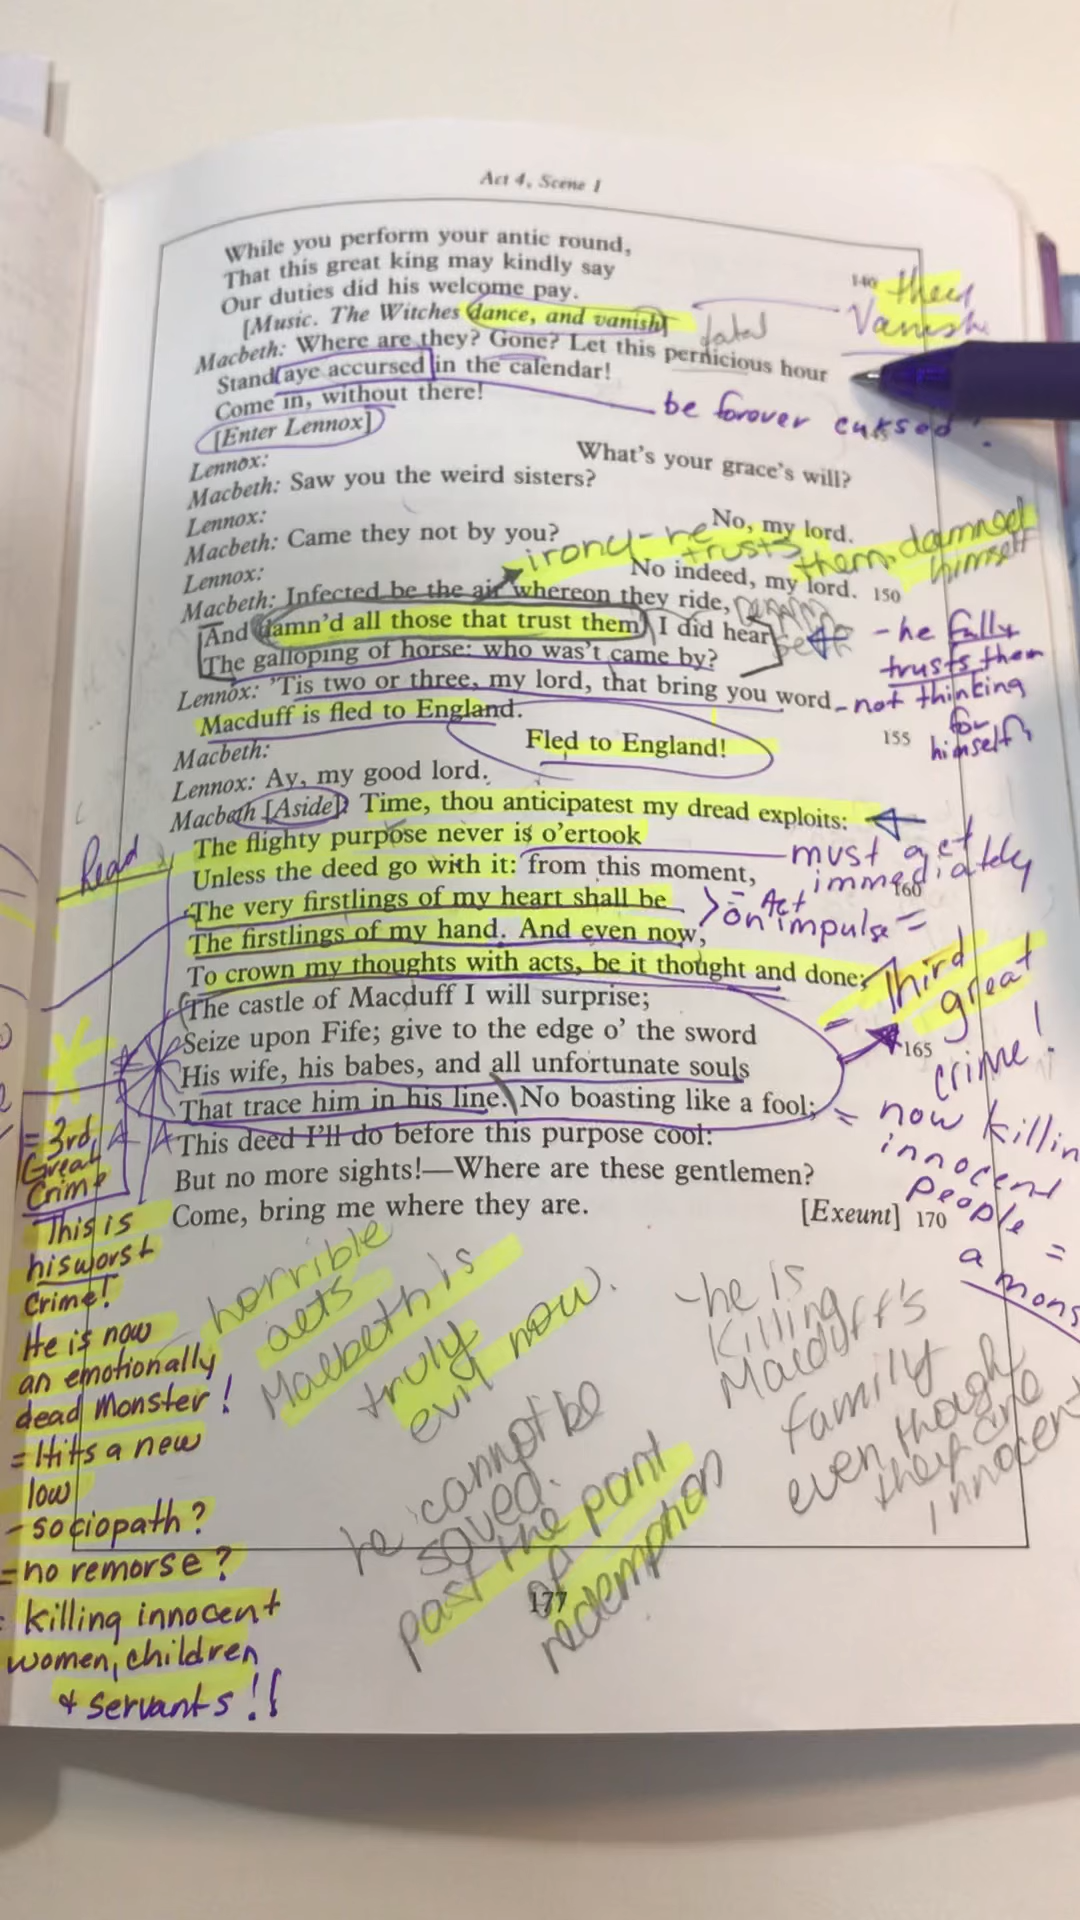 Act 4, Scene 1
While you perform your antic round,
That this great king may kindly say
Our duties did his welcome pay.
140
they
Vanish
[Music. The Witches dance, and vanish]
fatal
Macbeth: Where are they? Gone? Let this pernicious hour
Stand aye accursed in the calendar!
be forever cursed!
Come in, without there!
[Enter Lennox]
Lennox:
What's your grace's will?
Macbeth: Saw you the weird sisters?
Lennox:
No, my lord.
Macbeth: Came they not by you?
irony - he trusts them, damned himself
Lennox:
No indeed, my lord. 150
Macbeth: Infected be the air whereon they ride,
And damn'd all those that trust them! I did hear
The galloping of horse: who was't came by?
- he fully
trusts them
- not thinking
for
himself?
Lennox: 'Tis two or three, my lord, that bring you word
Macduff is fled to England.
Macbeth:
Fled to England!
155
Lennox: Ay, my good lord.
Macbeth [Aside]: Time, thou anticipatest my dread exploits:
The flighty purpose never is o'ertook
Read
Unless the deed go with it: from this moment,
must act
immediately
160
The very firstlings of my heart shall be
The firstlings of my hand. And even now,
- Act
on impulse =
To crown my thoughts with acts, be it thought and done:
The castle of Macduff I will surprise;
= Third
great
crime!
Seize upon Fife; give to the edge o' the sword
165
His wife, his babes, and all unfortunate souls
That trace him in his line. No boasting like a fool;
= now killin
innocent
people =
a mons
This deed I'll do before this purpose cool:
But no more sights!—Where are these gentlemen?
Come, bring me where they are.
[Exeunt] 170
= 3rd
Great
Crime
This is
his worst
crime!
He is now
an emotionally
dead monster!
= Hits a new
low
- sociopath?
= no remorse?
killing innocent
women, children
& servants!!
- horrible
acts
Macbeth is
truly
evil now.
he cannot be
saved.
past the point
of
redemption
- he is
killing
Macduff's
family
even though
they are
innocent
177